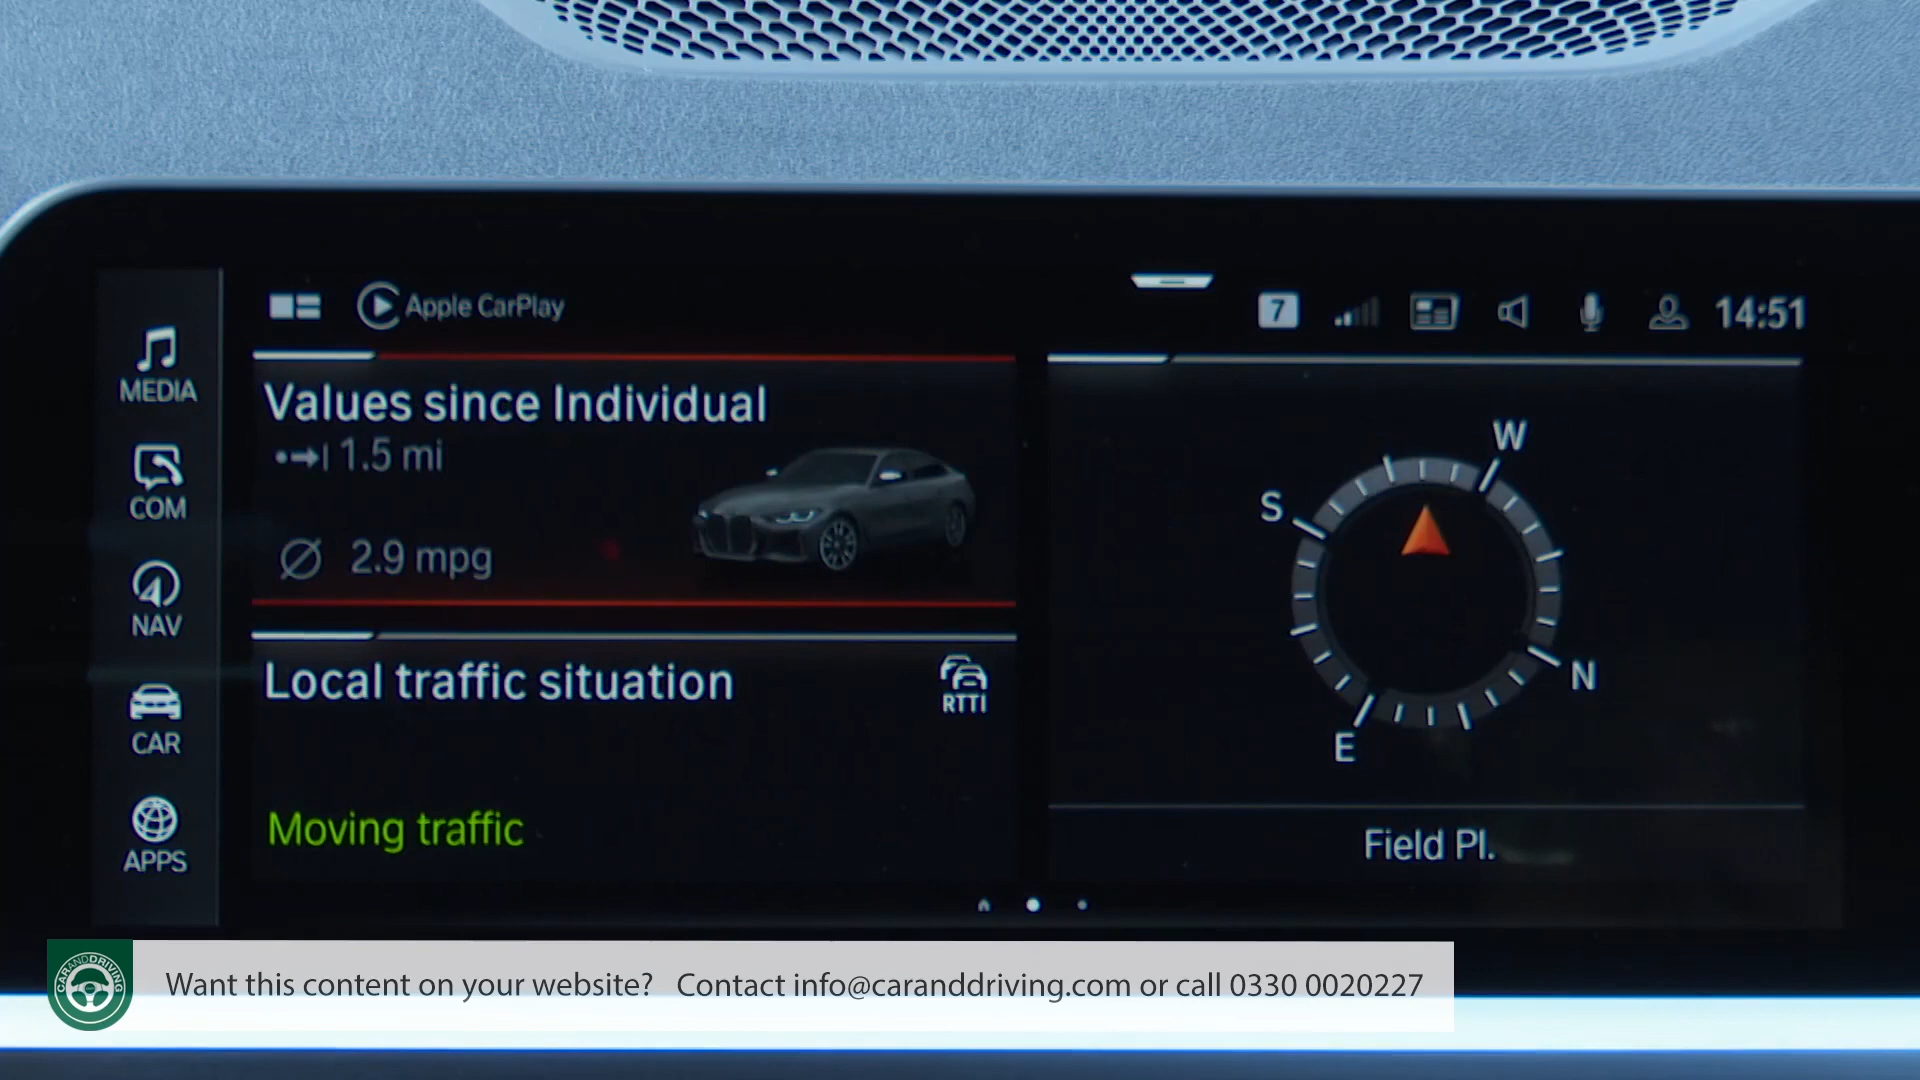 Apple CarPlay
7
14:51
MEDIA
COM
NAV
CAR
APPS
Values since Individual
1.5 mi
2.9 mpg
Local traffic situation
RTTI
Moving traffic
W
S
N
E
Field Pl.
CARANDDRIVING
Want this content on your website? Contact info@caranddriving.com or call 0330 0020227